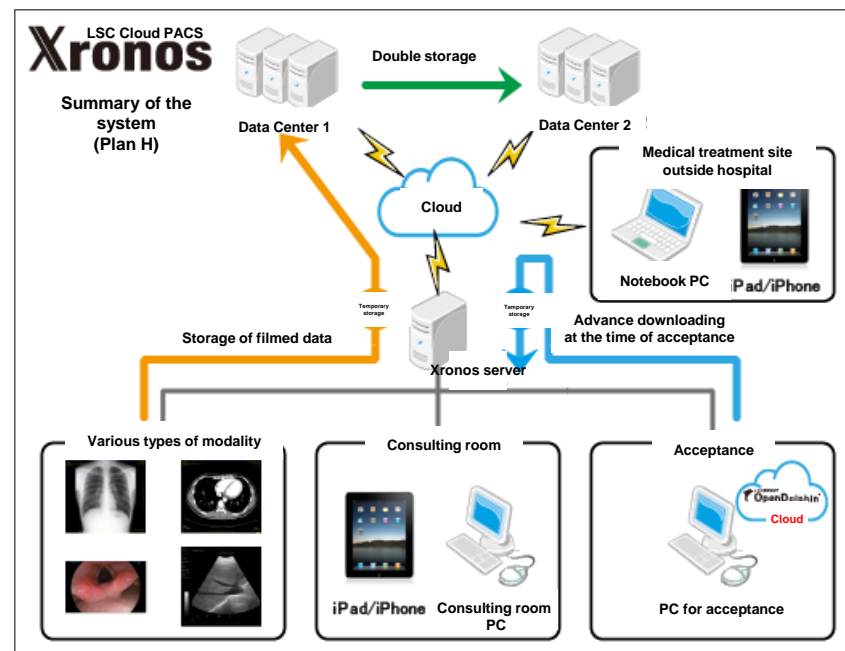 LSC Cloud PACS
Xronos
Summary of the
system
(Plan H)
Double storage
Data Center 1
Data Center 2
Medical treatment site
outside hospital
Cloud
Notebook PC
iPad/iPhone
Temporary
storage
Temporary
storage
Storage of filmed data
Advance downloading
at the time of acceptance
Xronos server
Various types of modality
Consulting room
Acceptance
OpenDolphin
Cloud
iPad/iPhone
Consulting room
PC
PC for acceptance